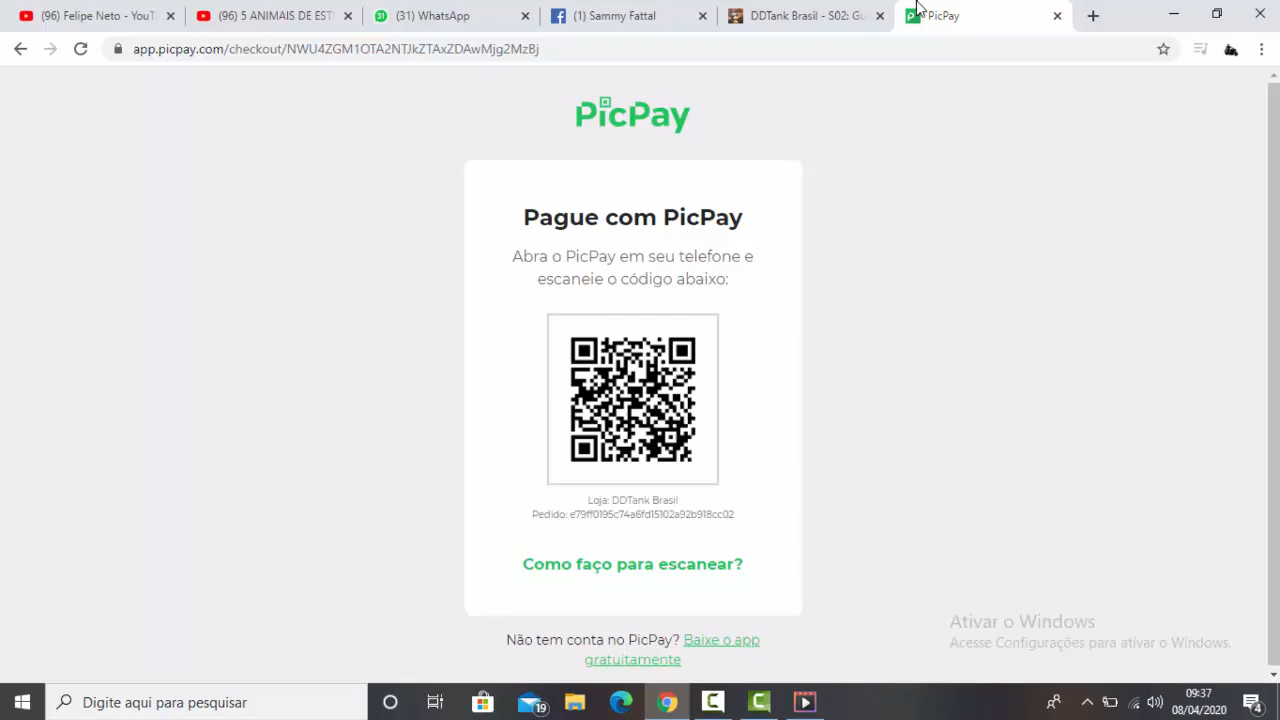 (96) Felipe Neto - YouT
(96) 5 ANIMAIS DE EST
(31) WhatsApp
(1) Sammy Fattal
DDTank Brasil - S02: Gu
PicPay
app.picpay.com/checkout/NWU4ZGM1OTA2NTJkZTAxZDAwMjg2MzBj
PicPay
Pague com PicPay
Abra o PicPay em seu telefone e
escaneie o código abaixo:
Loja: DDTank Brasil
Pedido: e79ff0195c74a6fd15102a92b918cc02
Como faço para escanear?
Não tem conta no PicPay? Baixe o app
gratuitamente
Ativar o Windows
Acesse Configurações para ativar o Windows.
Digite aqui para pesquisar
19
09:37
08/04/2020
4